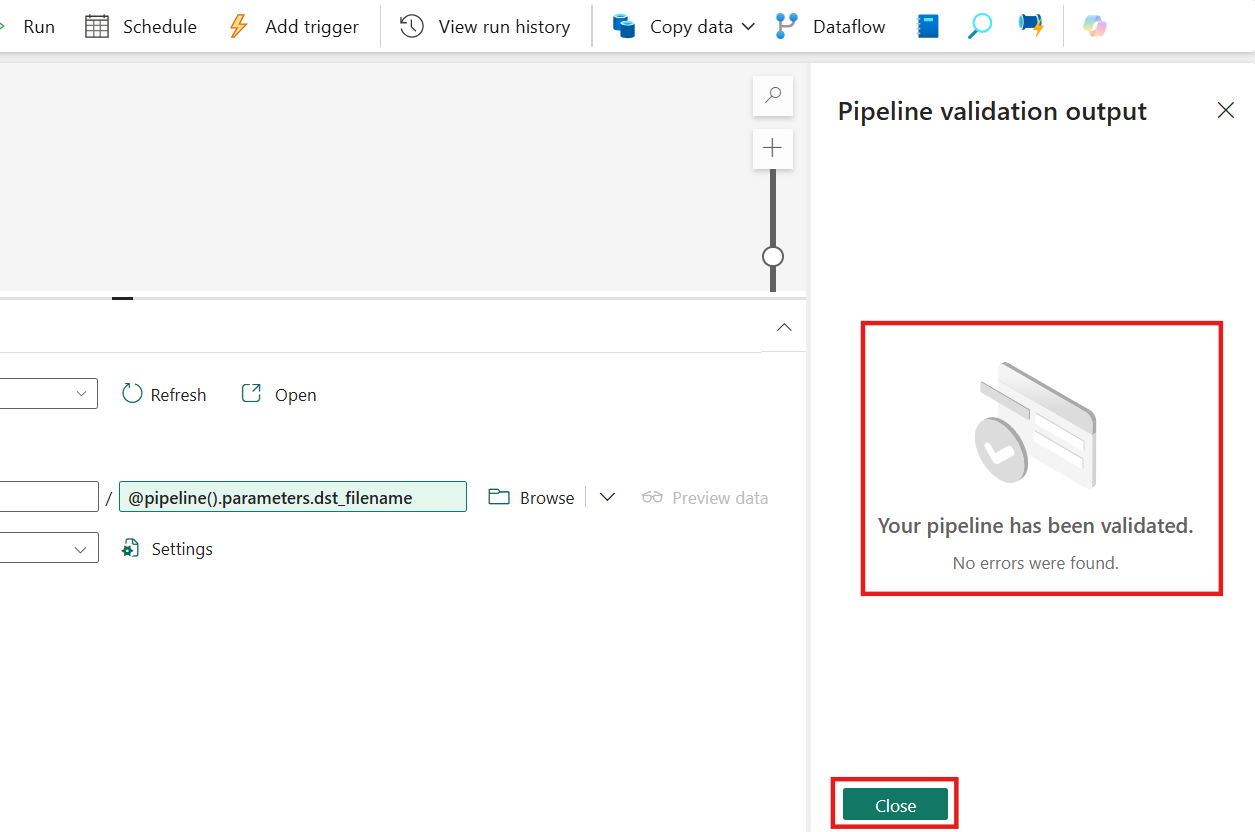 Run Schedule Add trigger View run history Copy data Dataflow
Pipeline validation output
Refresh Open
/ @pipeline().parameters.dst_filename Browse Preview data
Settings
Your pipeline has been validated.
No errors were found.
Close